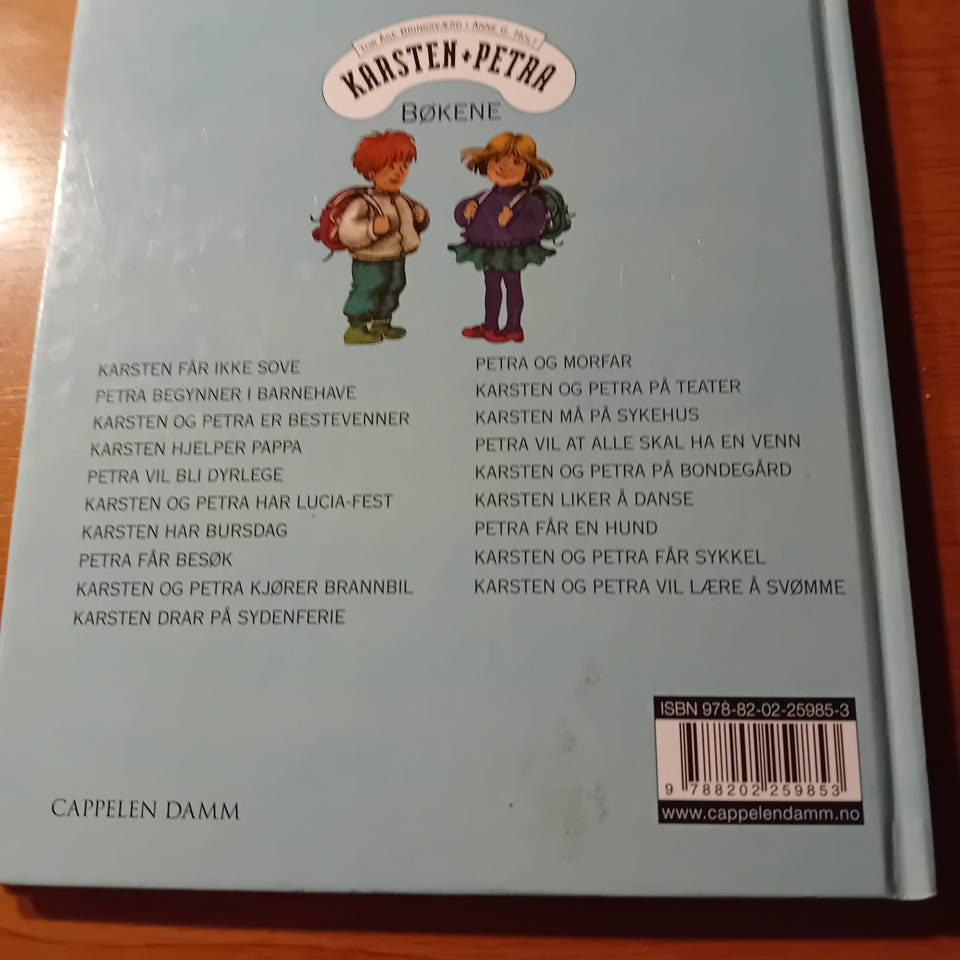 TOR ÅGE BRINGSVÆRD • ANNE G. HOLT
KARSTEN + PETRA
BØKENE
KARSTEN FÅR IKKE SOVE
PETRA BEGYNNER I BARNEHAVE
KARSTEN OG PETRA ER BESTEVENNER
KARSTEN HJELPER PAPPA
PETRA VIL BLI DYRLEGE
KARSTEN OG PETRA HAR LUCIA-FEST
KARSTEN HAR BURSDAG
PETRA FÅR BESØK
KARSTEN OG PETRA KJØRER BRANNBIL
KARSTEN DRAR PÅ SYDENFERIE
PETRA OG MORFAR
KARSTEN OG PETRA PÅ TEATER
KARSTEN MÅ PÅ SYKEHUS
PETRA VIL AT ALLE SKAL HA EN VENN
KARSTEN OG PETRA PÅ BONDEGÅRD
KARSTEN LIKER Å DANSE
PETRA FÅR EN HUND
KARSTEN OG PETRA FÅR SYKKEL
KARSTEN OG PETRA VIL LÆRE Å SVØMME
ISBN 978-82-02-25985-3
9 788202 259853
www.cappelendamm.no
CAPPELEN DAMM